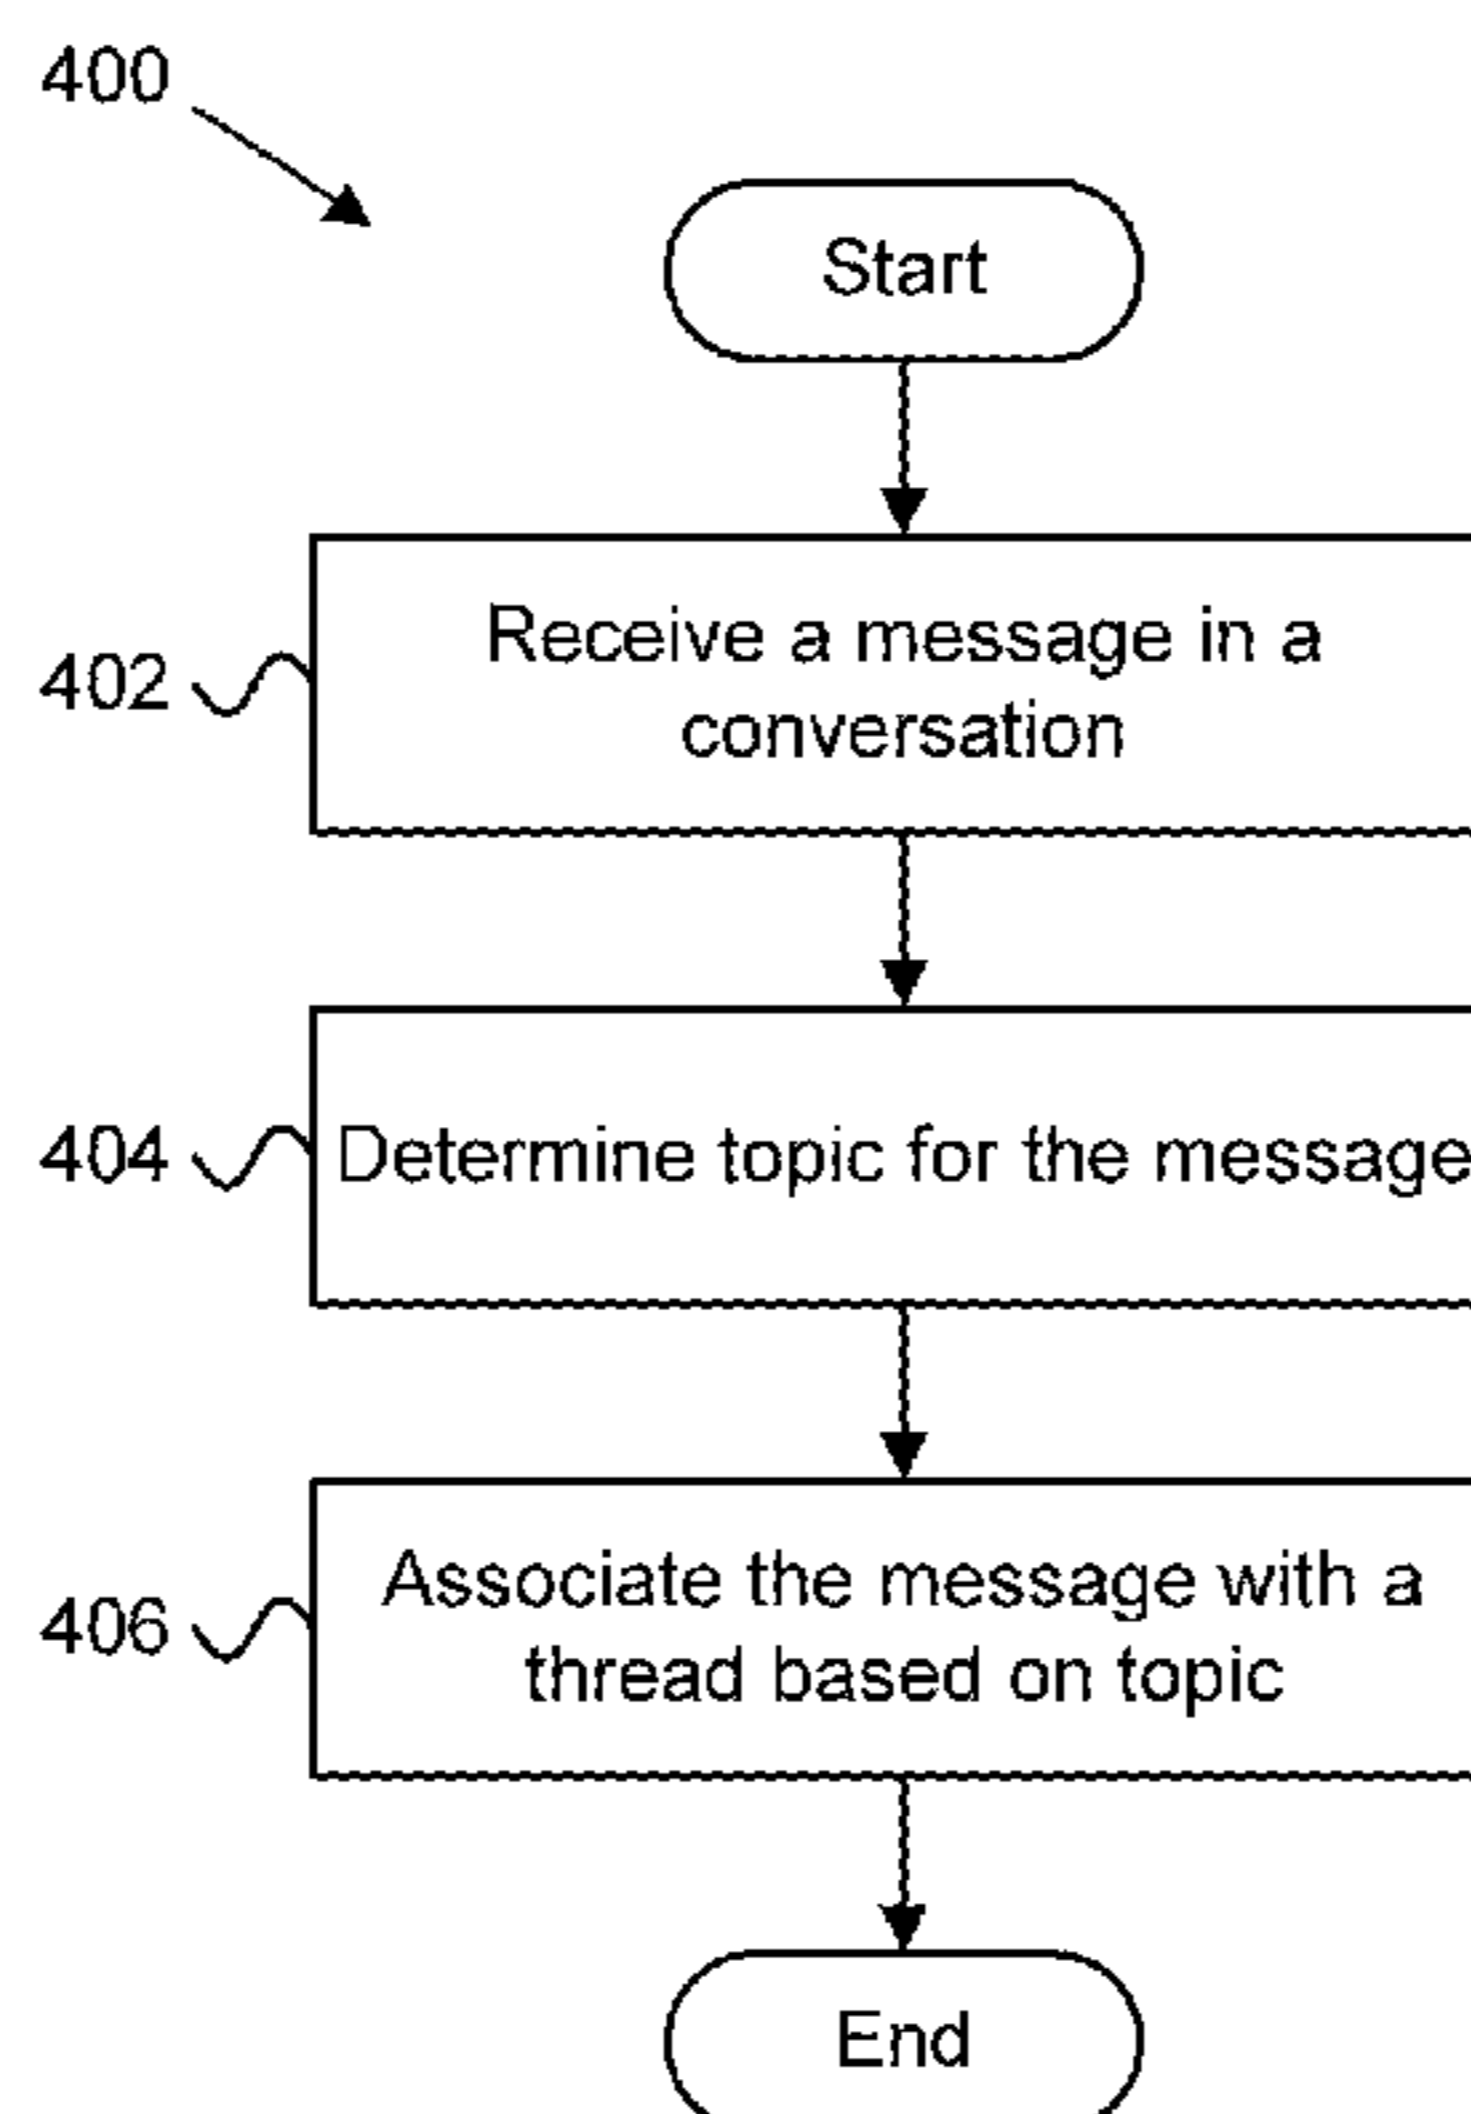 400
Start
402
Receive a message in a
conversation
404
Determine topic for the message
406
Associate the message with a
thread based on topic
End